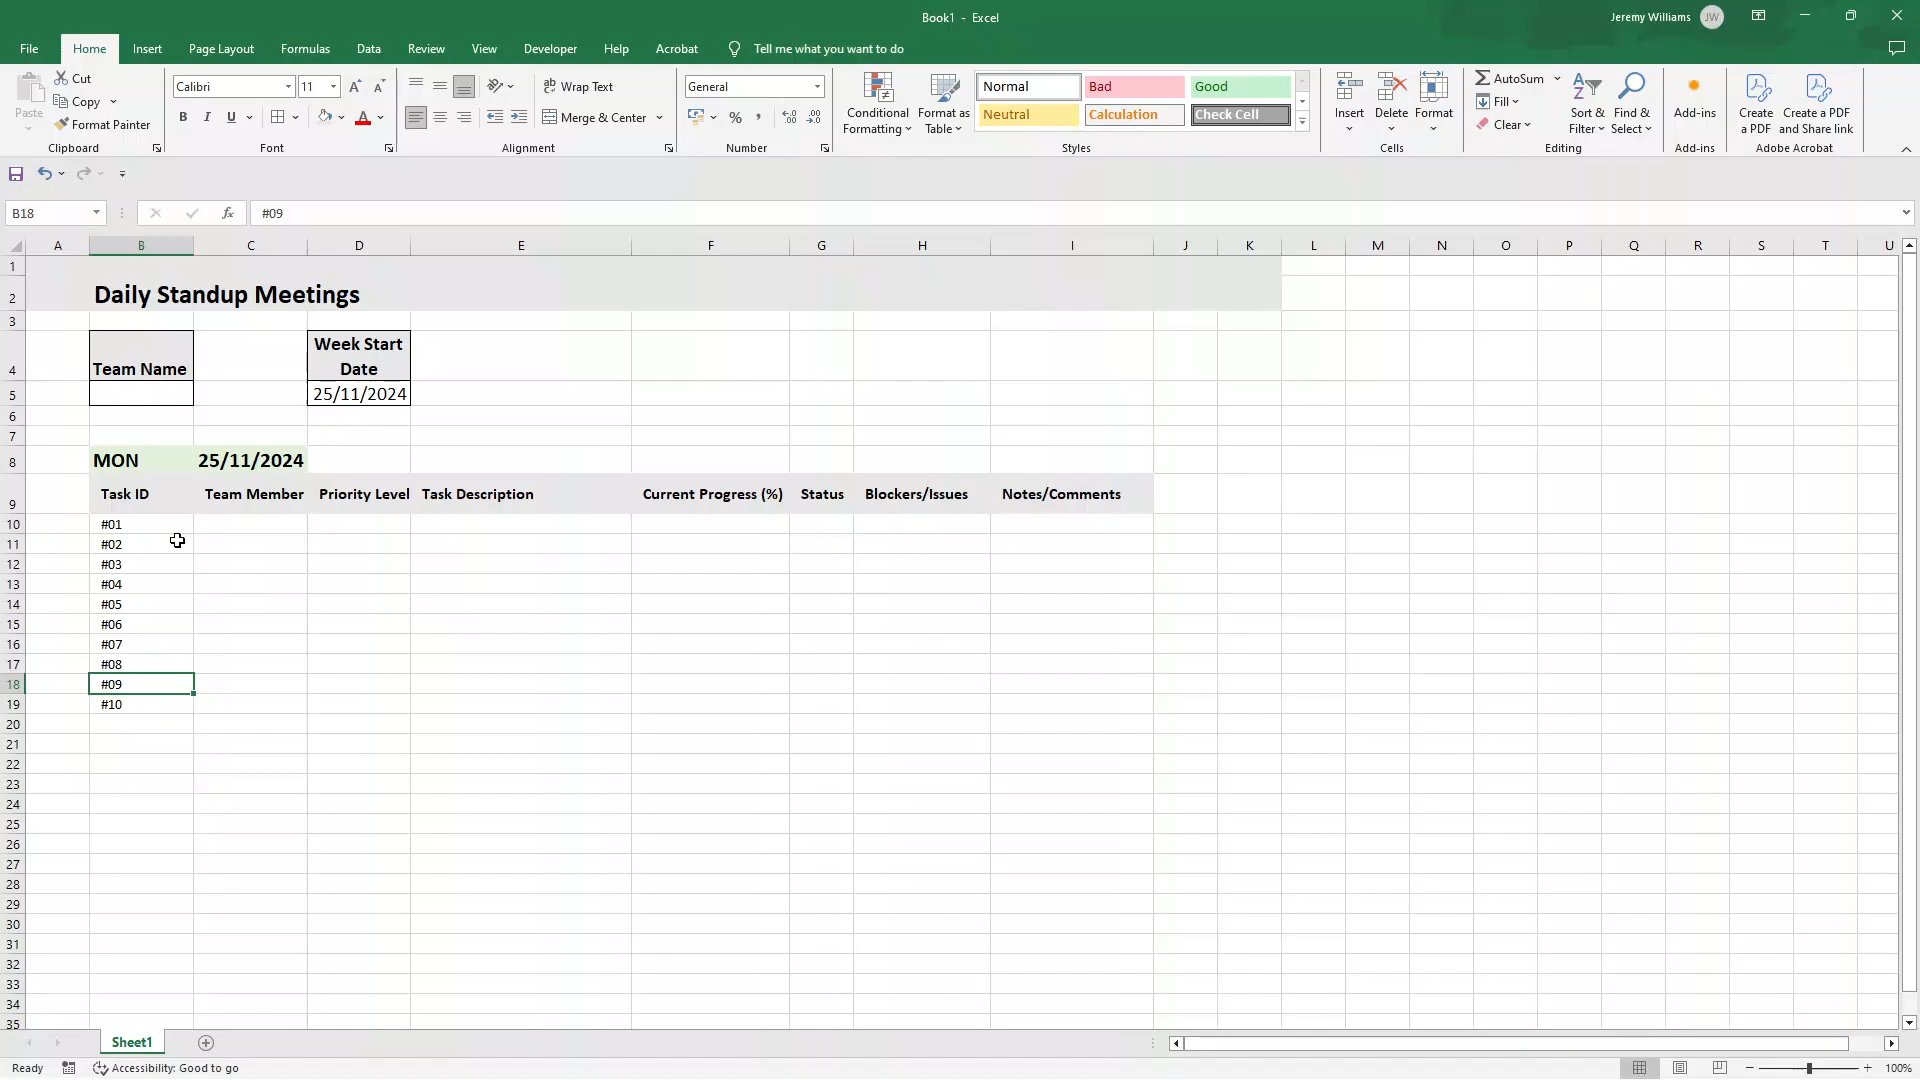 Book1 - Excel
Jeremy Williams JW
File Home Insert Page Layout Formulas Data Review View Developer Help Acrobat Tell me what you want to do
Paste
Cut
Copy
Format Painter
Clipboard
Calibri 11
B I U
Font
Wrap Text
Merge & Center
Alignment
General
Number
Conditional Formatting
Format as Table
Normal Bad Good
Neutral Calculation Check Cell
Styles
Insert Delete Format
Cells
AutoSum
Fill
Clear
Sort & Filter
Find & Select
Editing
Add-ins
Add-ins
Create a PDF
Create a PDF and Share link
Adobe Acrobat
B18 fx #09
A B C D E F G H I J K L M N O P Q R S T U
1
2 Daily Standup Meetings
3
4 Team Name Week Start Date
5 25/11/2024
6
7
8 MON 25/11/2024
9 Task ID Team Member Priority Level Task Description Current Progress (%) Status Blockers/Issues Notes/Comments
10 #01
11 #02
12 #03
13 #04
14 #05
15 #06
16 #07
17 #08
18 #09
19 #10
20
21
22
23
24
25
26
27
28
29
30
31
32
33
34
35
Sheet1
Ready Accessibility: Good to go 100%